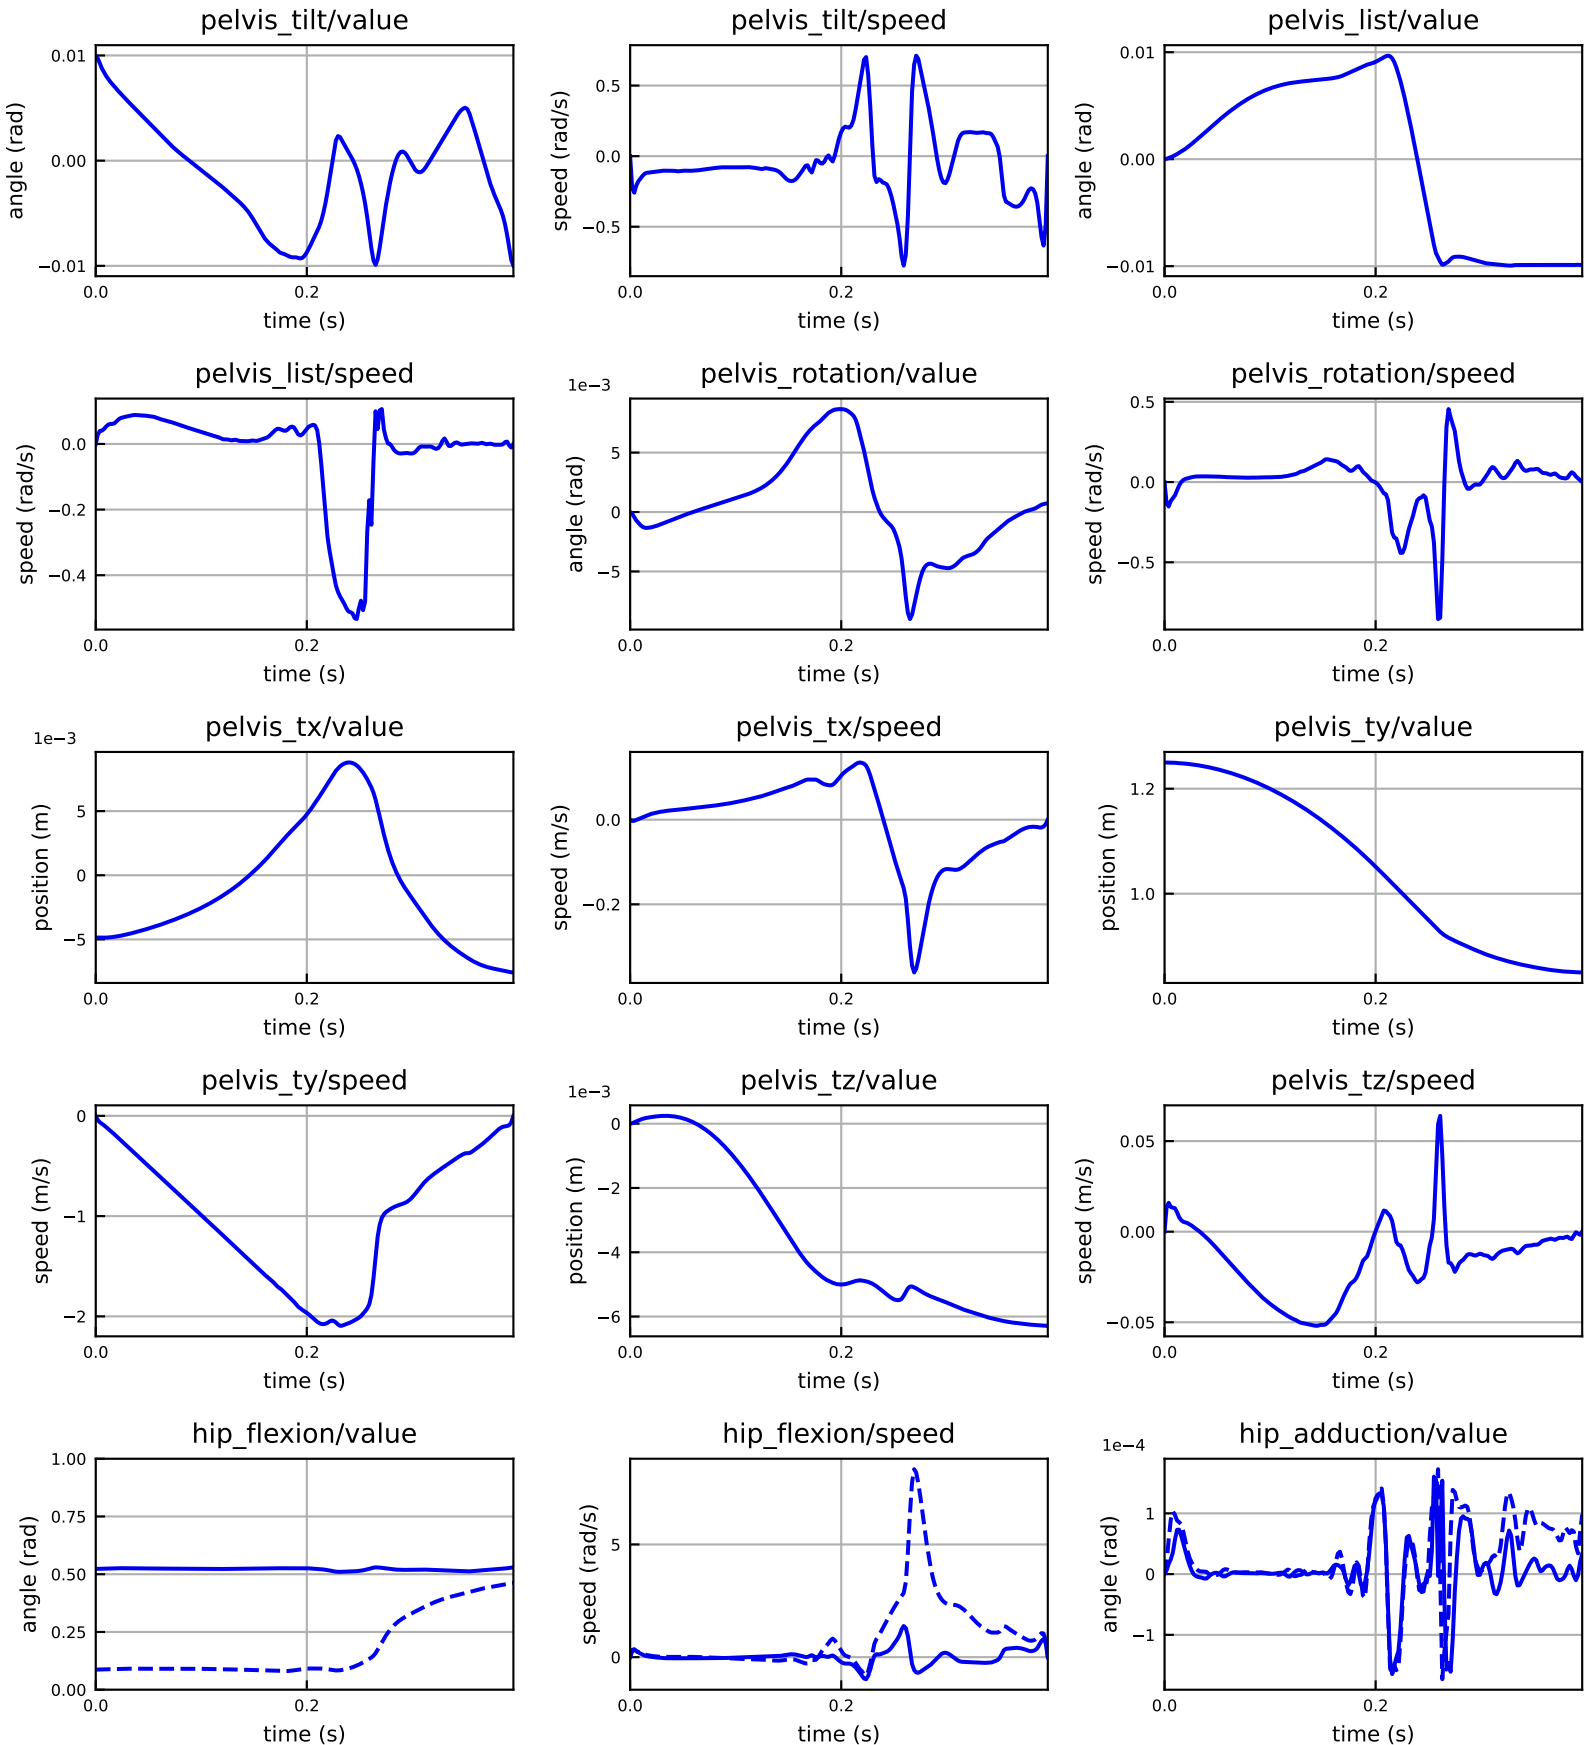 pelvis_tilt/value
angle (rad)
0.01
0.00
−0.01
0.0
0.2
time (s)
pelvis_tilt/speed
speed (rad/s)
0.5
0.0
−0.5
0.0
0.2
time (s)
pelvis_list/value
angle (rad)
0.01
0.00
−0.01
0.0
0.2
time (s)
pelvis_list/speed
speed (rad/s)
0.0
−0.2
−0.4
0.0
0.2
time (s)
pelvis_rotation/value
1e−3
angle (rad)
5
0
−5
0.0
0.2
time (s)
pelvis_rotation/speed
speed (rad/s)
0.5
0.0
−0.5
0.0
0.2
time (s)
pelvis_tx/value
1e−3
position (m)
5
0
−5
0.0
0.2
time (s)
pelvis_tx/speed
speed (m/s)
0.0
−0.2
0.0
0.2
time (s)
pelvis_ty/value
position (m)
1.2
1.0
0.0
0.2
time (s)
pelvis_ty/speed
speed (m/s)
0
−1
−2
0.0
0.2
time (s)
pelvis_tz/value
1e−3
position (m)
0
−2
−4
−6
0.0
0.2
time (s)
pelvis_tz/speed
speed (m/s)
0.05
0.00
−0.05
0.0
0.2
time (s)
hip_flexion/value
angle (rad)
1.00
0.75
0.50
0.25
0.00
0.0
0.2
time (s)
hip_flexion/speed
speed (rad/s)
5
0
0.0
0.2
time (s)
hip_adduction/value
1e−4
angle (rad)
1
0
−1
0.0
0.2
time (s)